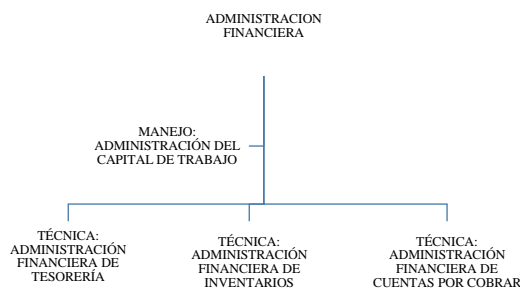 ADMINISTRACION
FINANCIERA
MANEJO:
ADMINISTRACIÓN DEL
CAPITAL DE TRABAJO
TÉCNICA:
ADMINISTRACIÓN
FINANCIERA DE
TESORERÍA
TÉCNICA:
ADMINISTRACIÓN
FINANCIERA DE
INVENTARIOS
TÉCNICA:
ADMINISTRACIÓN
FINANCIERA DE
CUENTAS POR COBRAR